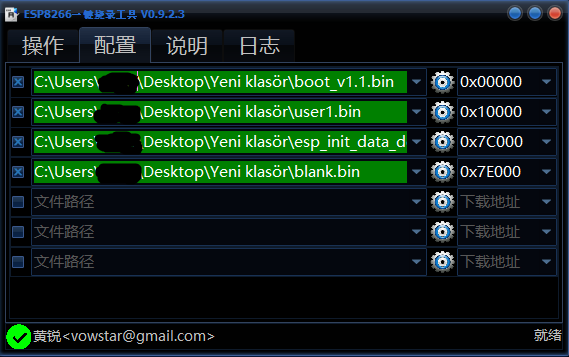 ESP8266一键烧录工具 V0.9.2.3
操作 配置 说明 日志
C:\Users\ \Desktop\Yeni klasör\boot_v1.1.bin 0x00000
C:\Users\ \Desktop\Yeni klasör\user1.bin 0x10000
C:\Users\ \Desktop\Yeni klasör\esp_init_data_d 0x7C000
C:\Users\ \Desktop\Yeni klasör\blank.bin 0x7E000
文件路径 下载地址
文件路径 下载地址
文件路径 下载地址
黄锐<vowstar@gmail.com> 就绪